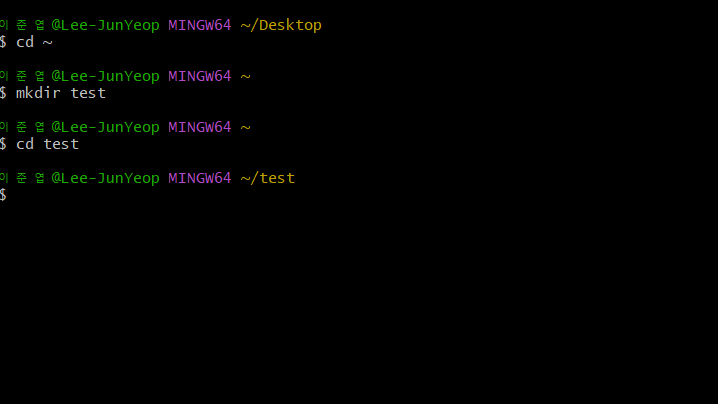 이준엽@Lee-JunYeop MINGW64 ~/Desktop
$ cd ~
이준엽@Lee-JunYeop MINGW64 ~
$ mkdir test
이준엽@Lee-JunYeop MINGW64 ~
$ cd test
이준엽@Lee-JunYeop MINGW64 ~/test
$